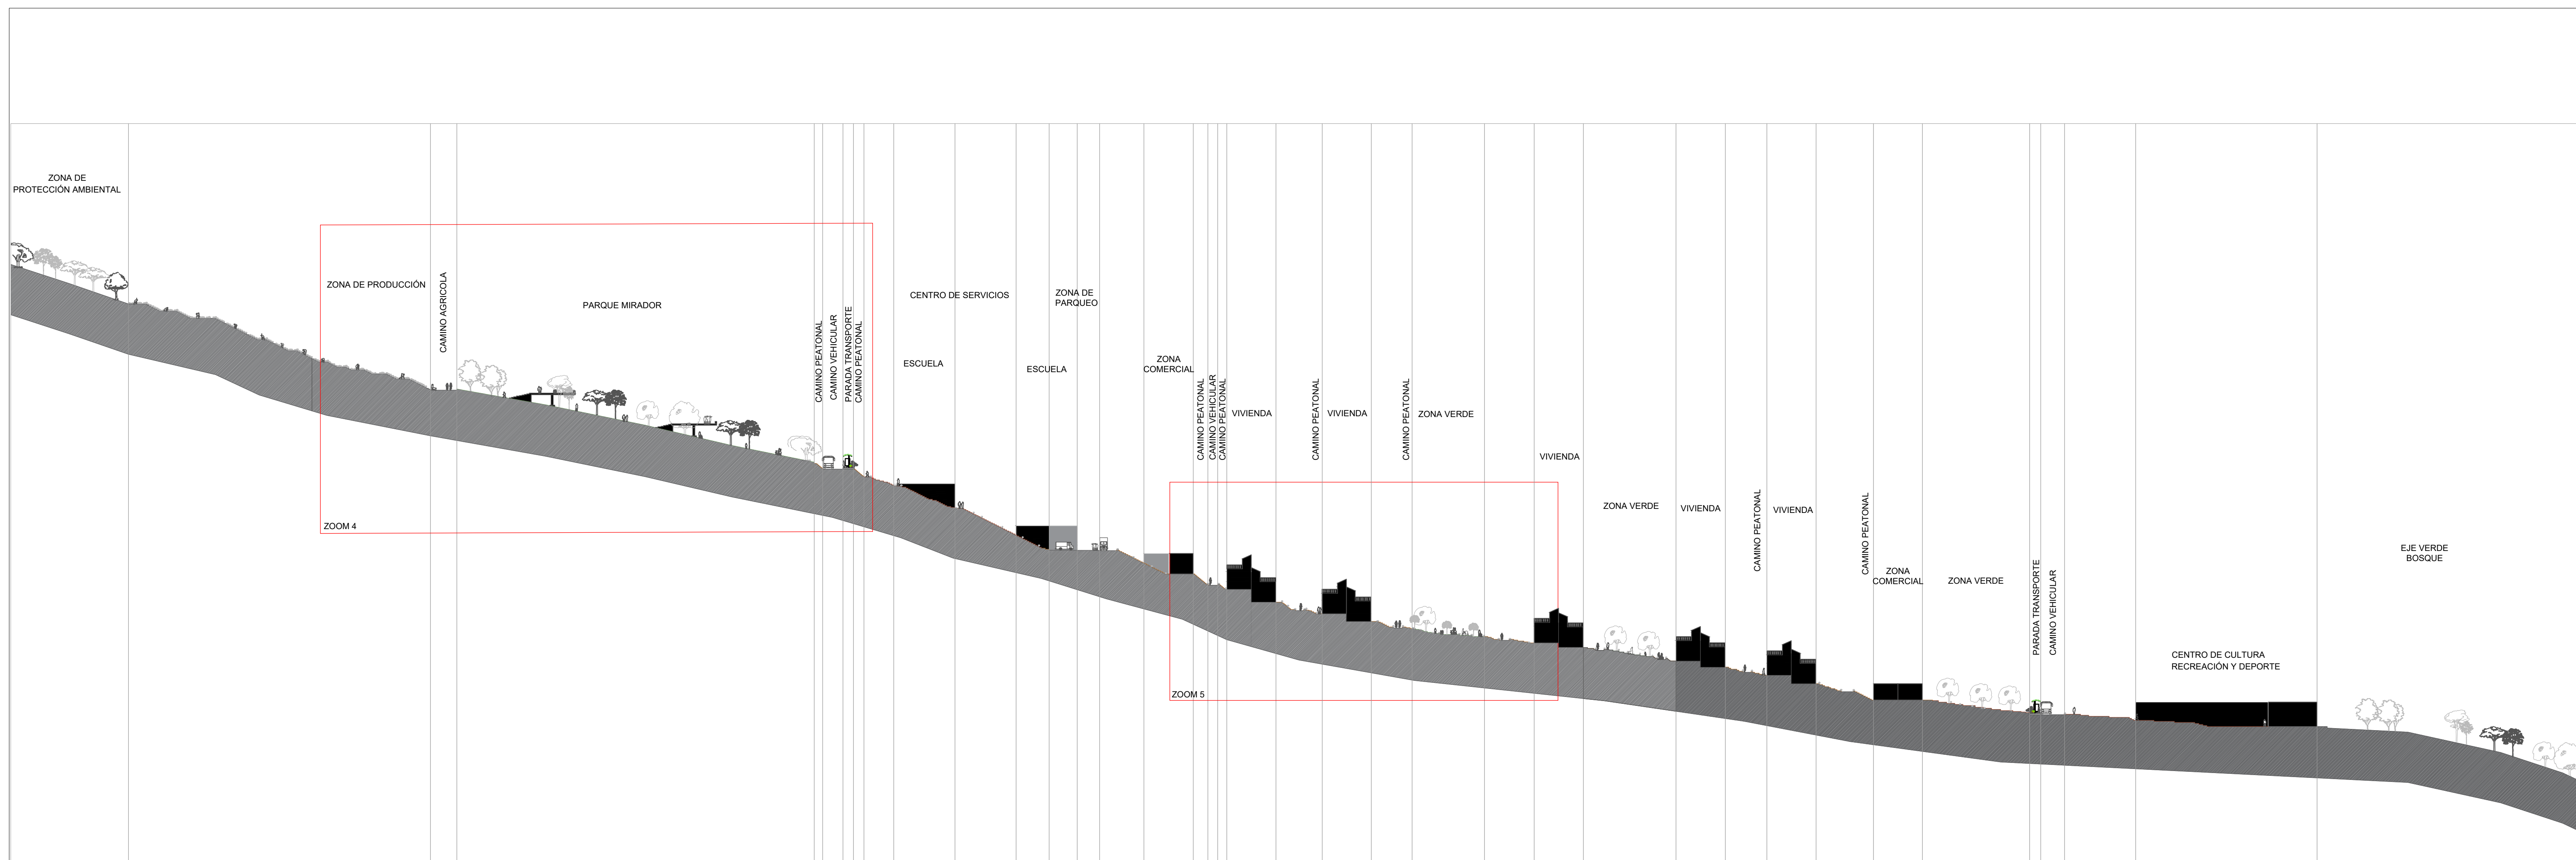 ZONA DE
PROTECCIÓN AMBIENTAL
ZONA DE PRODUCCIÓN
CAMINO AGRICOLA
PARQUE MIRADOR
CAMINO PEATONAL
CAMINO VEHICULAR
PARADA TRANSPORTE
CAMINO PEATONAL
ZOOM 4
CENTRO DE SERVICIOS
ESCUELA
ZONA DE
PARQUEO
ESCUELA
ZONA
COMERCIAL
CAMINO PEATONAL
CAMINO VEHICULAR
CAMINO PEATONAL
VIVIENDA
CAMINO PEATONAL
VIVIENDA
CAMINO PEATONAL
ZONA VERDE
VIVIENDA
ZOOM 5
ZONA VERDE
VIVIENDA
CAMINO PEATONAL
VIVIENDA
CAMINO PEATONAL
ZONA
COMERCIAL
ZONA VERDE
PARADA TRANSPORTE
CAMINO VEHICULAR
CENTRO DE CULTURA
RECREACIÓN Y DEPORTE
EJE VERDE
BOSQUE